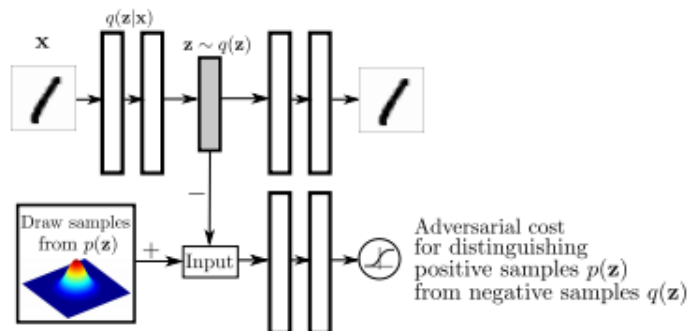 q(z|x)
x
z ∼ q(z)
−
Draw samples
from p(z)
+
Input
Adversarial cost
for distinguishing
positive samples p(z)
from negative samples q(z)